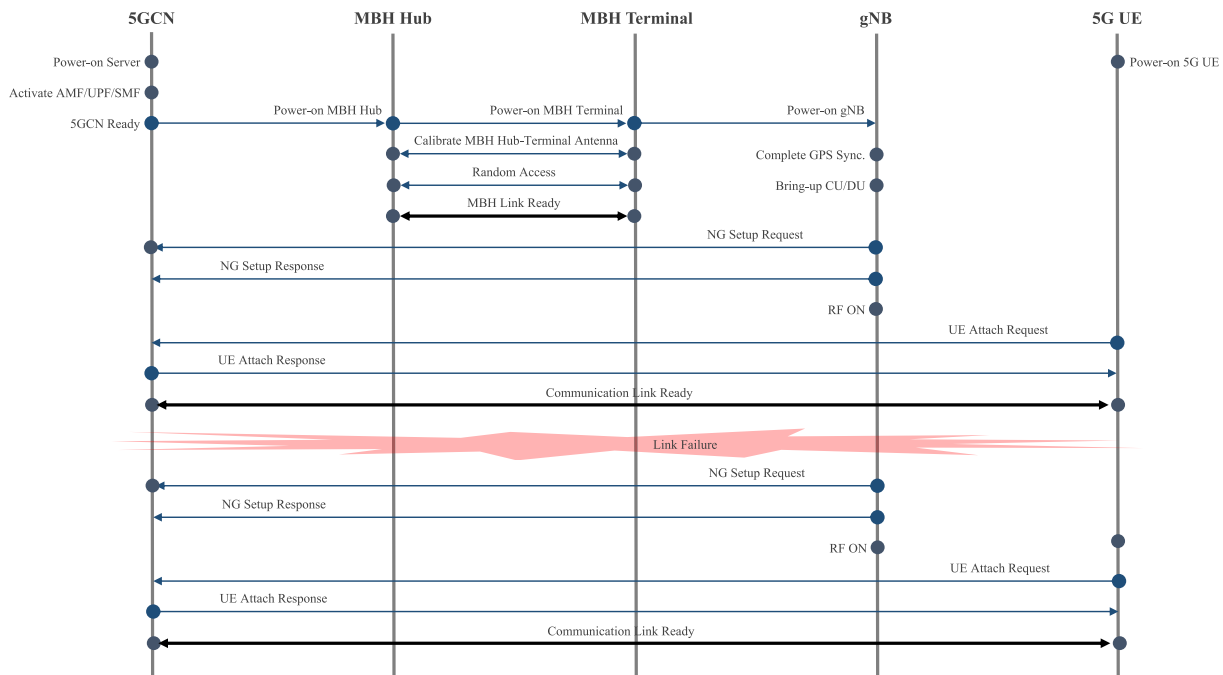 5GCN
MBH Hub
MBH Terminal
gNB
5G UE
Power-on Server
Power-on 5G UE
Activate AMF/UPF/SMF
5GCN Ready
Power-on MBH Hub
Power-on MBH Terminal
Power-on gNB
Calibrate MBH Hub-Terminal Antenna
Complete GPS Sync.
Random Access
Bring-up CU/DU
MBH Link Ready
NG Setup Request
NG Setup Response
RF ON
UE Attach Request
UE Attach Response
Communication Link Ready
Link Failure
NG Setup Request
NG Setup Response
RF ON
UE Attach Request
UE Attach Response
Communication Link Ready